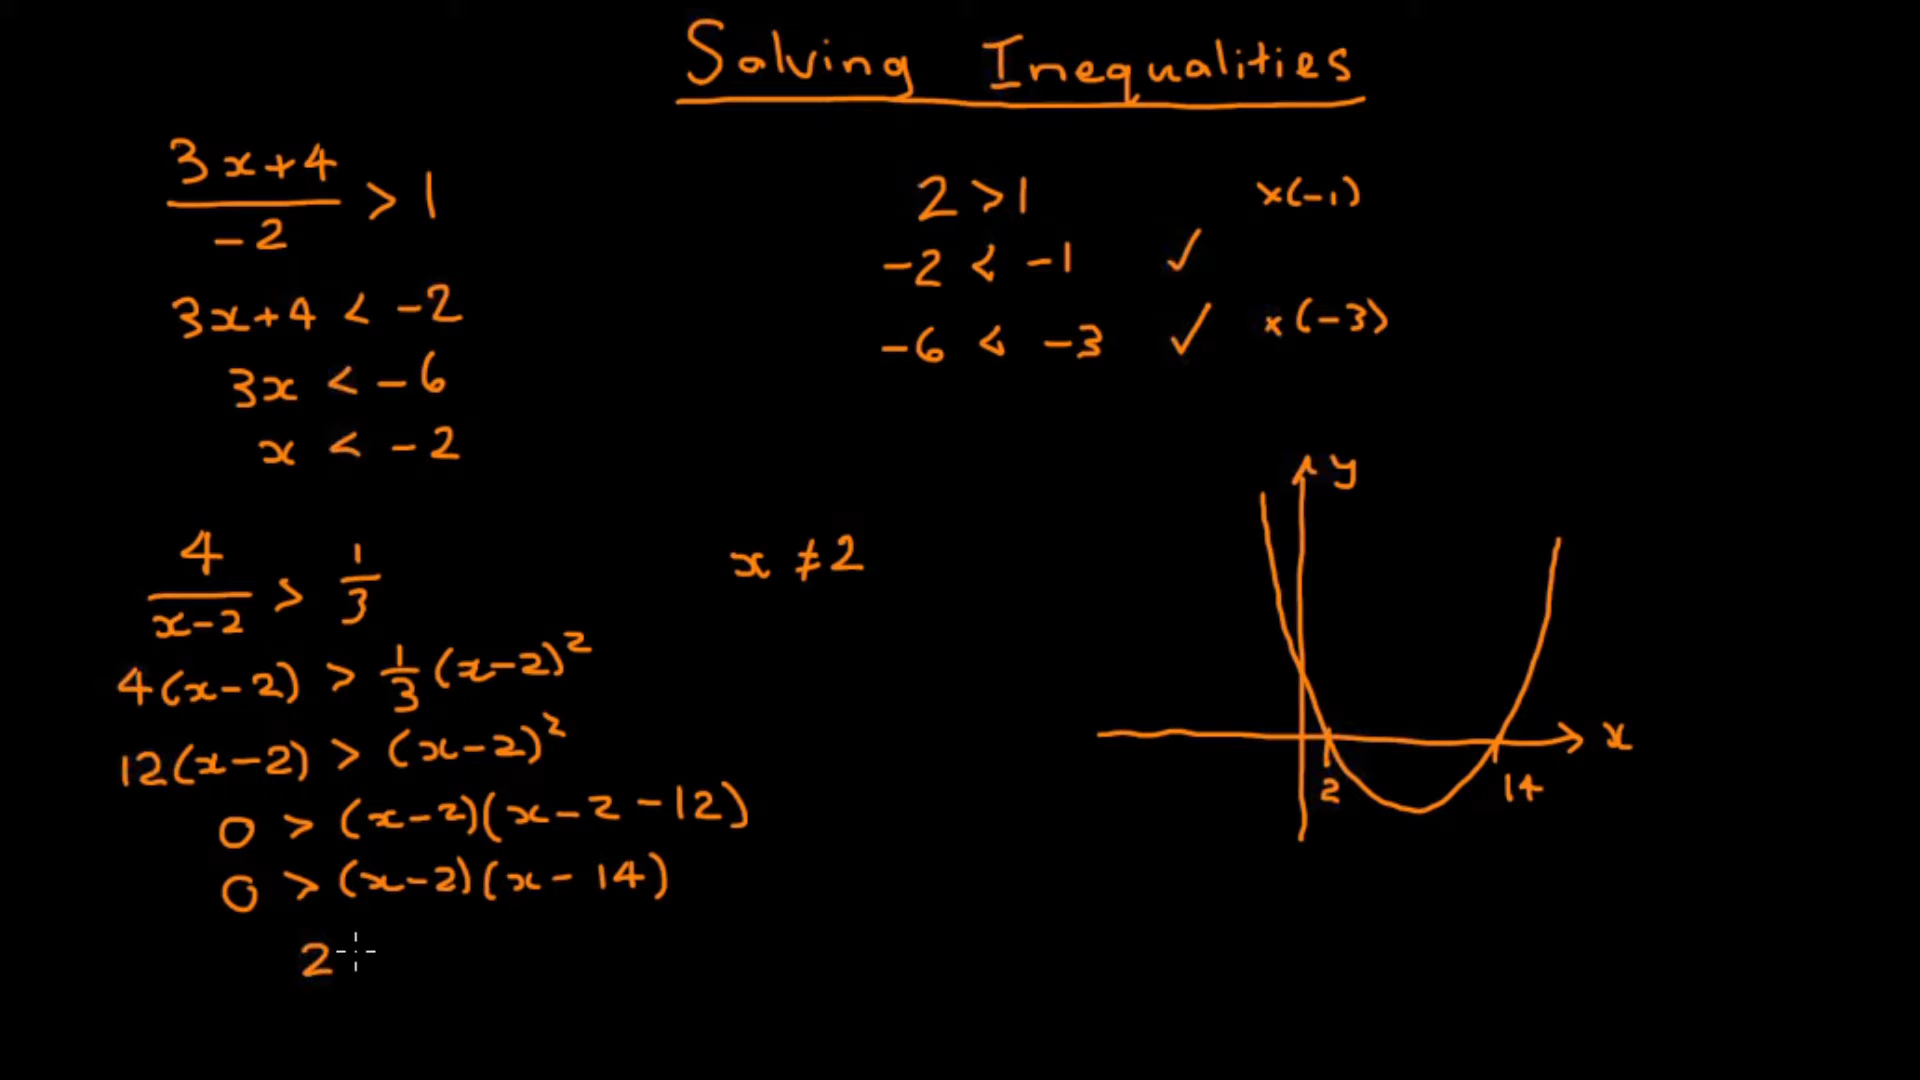 Solving Inequalities
(3x+4)/(-2) > 1
3x+4 < -2
3x < -6
x < -2
2 > 1 x(-1)
-2 < -1 ✓
-6 < -3 ✓ x(-3)
4/(x-2) > 1/3 x ≠ 2
4(x-2) > 1/3 (x-2)²
12(x-2) > (x-2)²
0 > (x-2)(x-2-12)
0 > (x-2)(x-14)
2
y
x
2 14